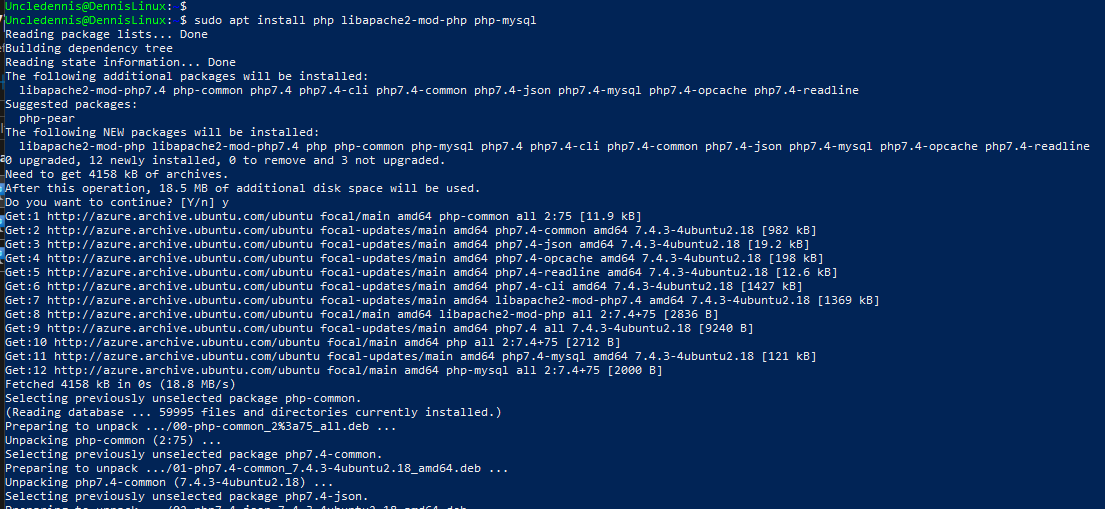 Uncledennis@DennisLinux: $
Uncledennis@DennisLinux: $ sudo apt install php libapache2-mod-php php-mysql
Reading package lists... Done
Building dependency tree
Reading state information... Done
The following additional packages will be installed:
  libapache2-mod-php7.4 php-common php7.4 php7.4-cli php7.4-common php7.4-json php7.4-mysql php7.4-opcache php7.4-readline
Suggested packages:
  php-pear
The following NEW packages will be installed:
  libapache2-mod-php libapache2-mod-php7.4 php php-common php-mysql php7.4 php7.4-cli php7.4-common php7.4-json php7.4-mysql php7.4-opcache php7.4-readline
0 upgraded, 12 newly installed, 0 to remove and 3 not upgraded.
Need to get 4158 kB of archives.
After this operation, 18.5 MB of additional disk space will be used.
Do you want to continue? [Y/n] y
Get:1 http://azure.archive.ubuntu.com/ubuntu focal/main amd64 php-common all 2:75 [11.9 kB]
Get:2 http://azure.archive.ubuntu.com/ubuntu focal-updates/main amd64 php7.4-common amd64 7.4.3-4ubuntu2.18 [982 kB]
Get:3 http://azure.archive.ubuntu.com/ubuntu focal-updates/main amd64 php7.4-json amd64 7.4.3-4ubuntu2.18 [19.2 kB]
Get:4 http://azure.archive.ubuntu.com/ubuntu focal-updates/main amd64 php7.4-opcache amd64 7.4.3-4ubuntu2.18 [198 kB]
Get:5 http://azure.archive.ubuntu.com/ubuntu focal-updates/main amd64 php7.4-readline amd64 7.4.3-4ubuntu2.18 [12.6 kB]
Get:6 http://azure.archive.ubuntu.com/ubuntu focal-updates/main amd64 php7.4-cli amd64 7.4.3-4ubuntu2.18 [1427 kB]
Get:7 http://azure.archive.ubuntu.com/ubuntu focal-updates/main amd64 libapache2-mod-php7.4 amd64 7.4.3-4ubuntu2.18 [1369 kB]
Get:8 http://azure.archive.ubuntu.com/ubuntu focal/main amd64 libapache2-mod-php all 2:7.4+75 [2836 B]
Get:9 http://azure.archive.ubuntu.com/ubuntu focal-updates/main amd64 php7.4 all 7.4.3-4ubuntu2.18 [9240 B]
Get:10 http://azure.archive.ubuntu.com/ubuntu focal/main amd64 php all 2:7.4+75 [2712 B]
Get:11 http://azure.archive.ubuntu.com/ubuntu focal-updates/main amd64 php7.4-mysql amd64 7.4.3-4ubuntu2.18 [121 kB]
Get:12 http://azure.archive.ubuntu.com/ubuntu focal/main amd64 php-mysql all 2:7.4+75 [2000 B]
Fetched 4158 kB in 0s (18.8 MB/s)
Selecting previously unselected package php-common.
(Reading database ... 59995 files and directories currently installed.)
Preparing to unpack .../00-php-common_2%3a75_all.deb ...
Unpacking php-common (2:75) ...
Selecting previously unselected package php7.4-common.
Preparing to unpack .../01-php7.4-common_7.4.3-4ubuntu2.18_amd64.deb ...
Unpacking php7.4-common (7.4.3-4ubuntu2.18) ...
Selecting previously unselected package php7.4-json.